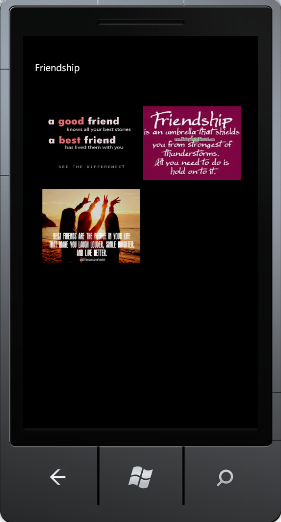 Friendship
a good friend
knows all your best stories
a best friend
has lived them with you
SEE THE DIFFERENCE?
Friendship
is an umbrella that shields
you from strongest of
thunderstorms.
All you need to do is
hold on to it.
BEST FRIENDS ARE THE PEOPLE IN YOUR LIFE
THAT MAKE YOU LAUGH LOUDER, SMILE BRIGHTER,
AND LIVE BETTER.